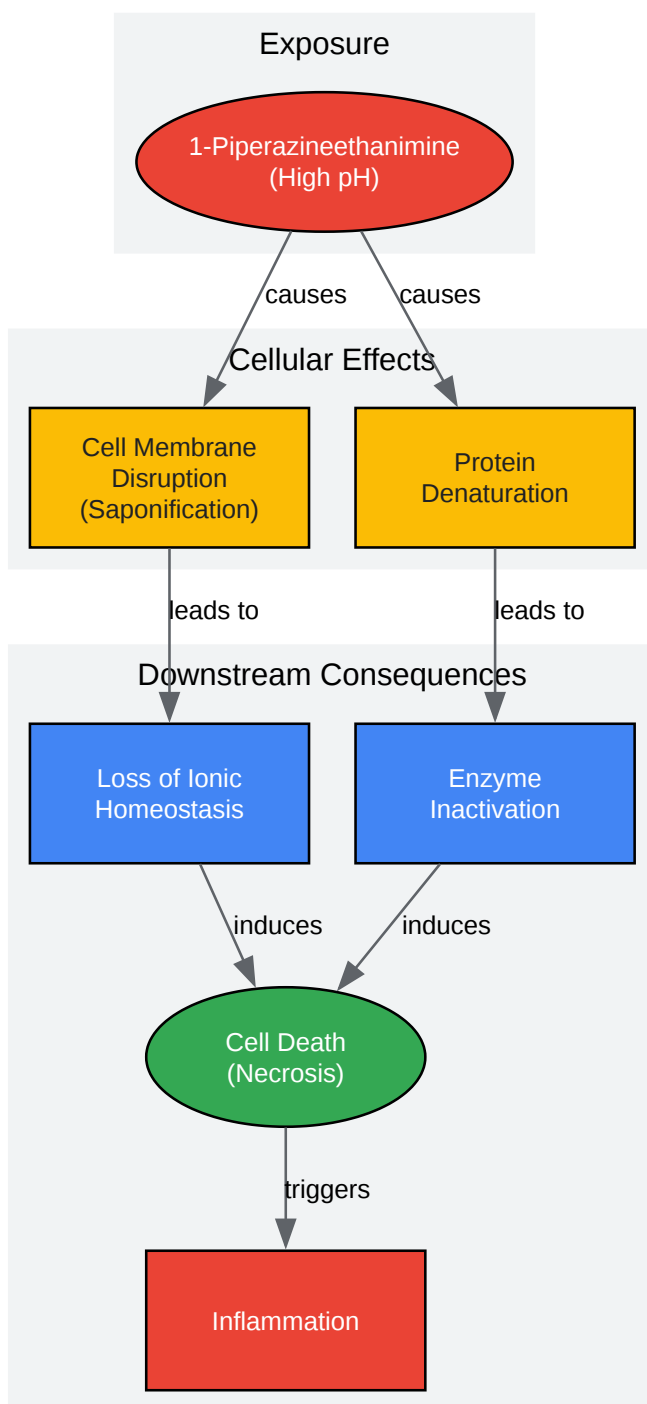 Exposure
1-Piperazineethanimine
(High pH)
causes
causes
Cellular Effects
Cell Membrane
Disruption
(Saponification)
Protein
Denaturation
leads to
leads to
Downstream Consequences
Loss of Ionic
Homeostasis
Enzyme
Inactivation
induces
induces
Cell Death
(Necrosis)
triggers
Inflammation